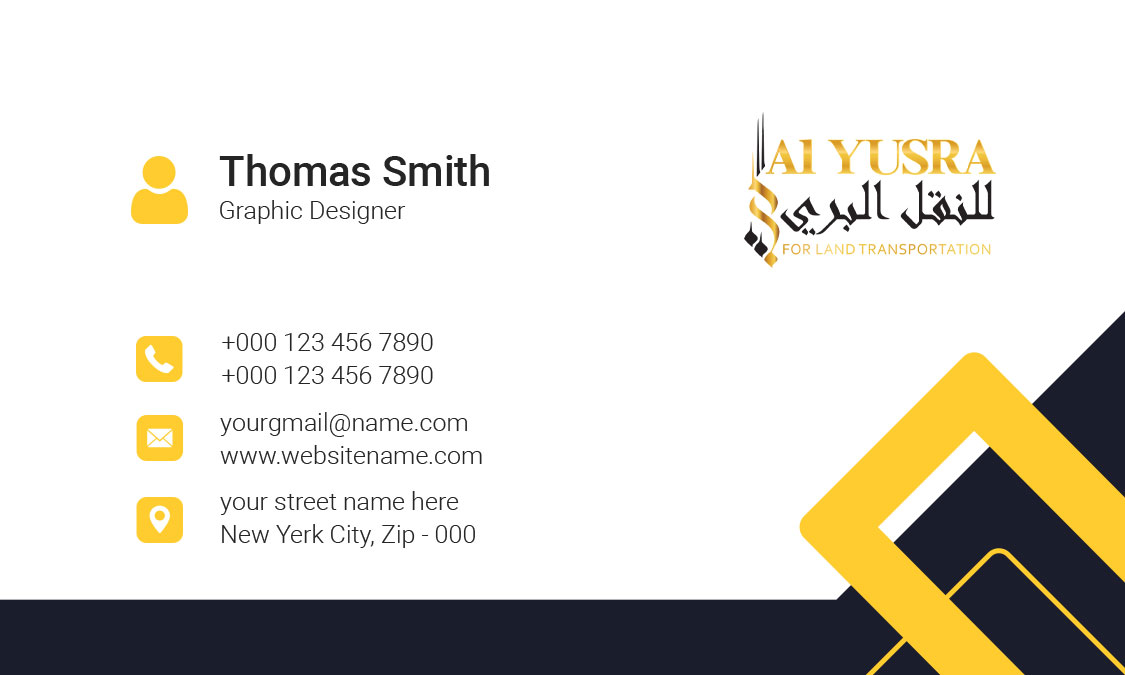 Thomas Smith
Graphic Designer
Al YUSRA
للنقل البري
FOR LAND TRANSPORTATION
+000 123 456 7890
+000 123 456 7890
yourgmail@name.com
www.websitename.com
your street name here
New Yerk City, Zip - 000